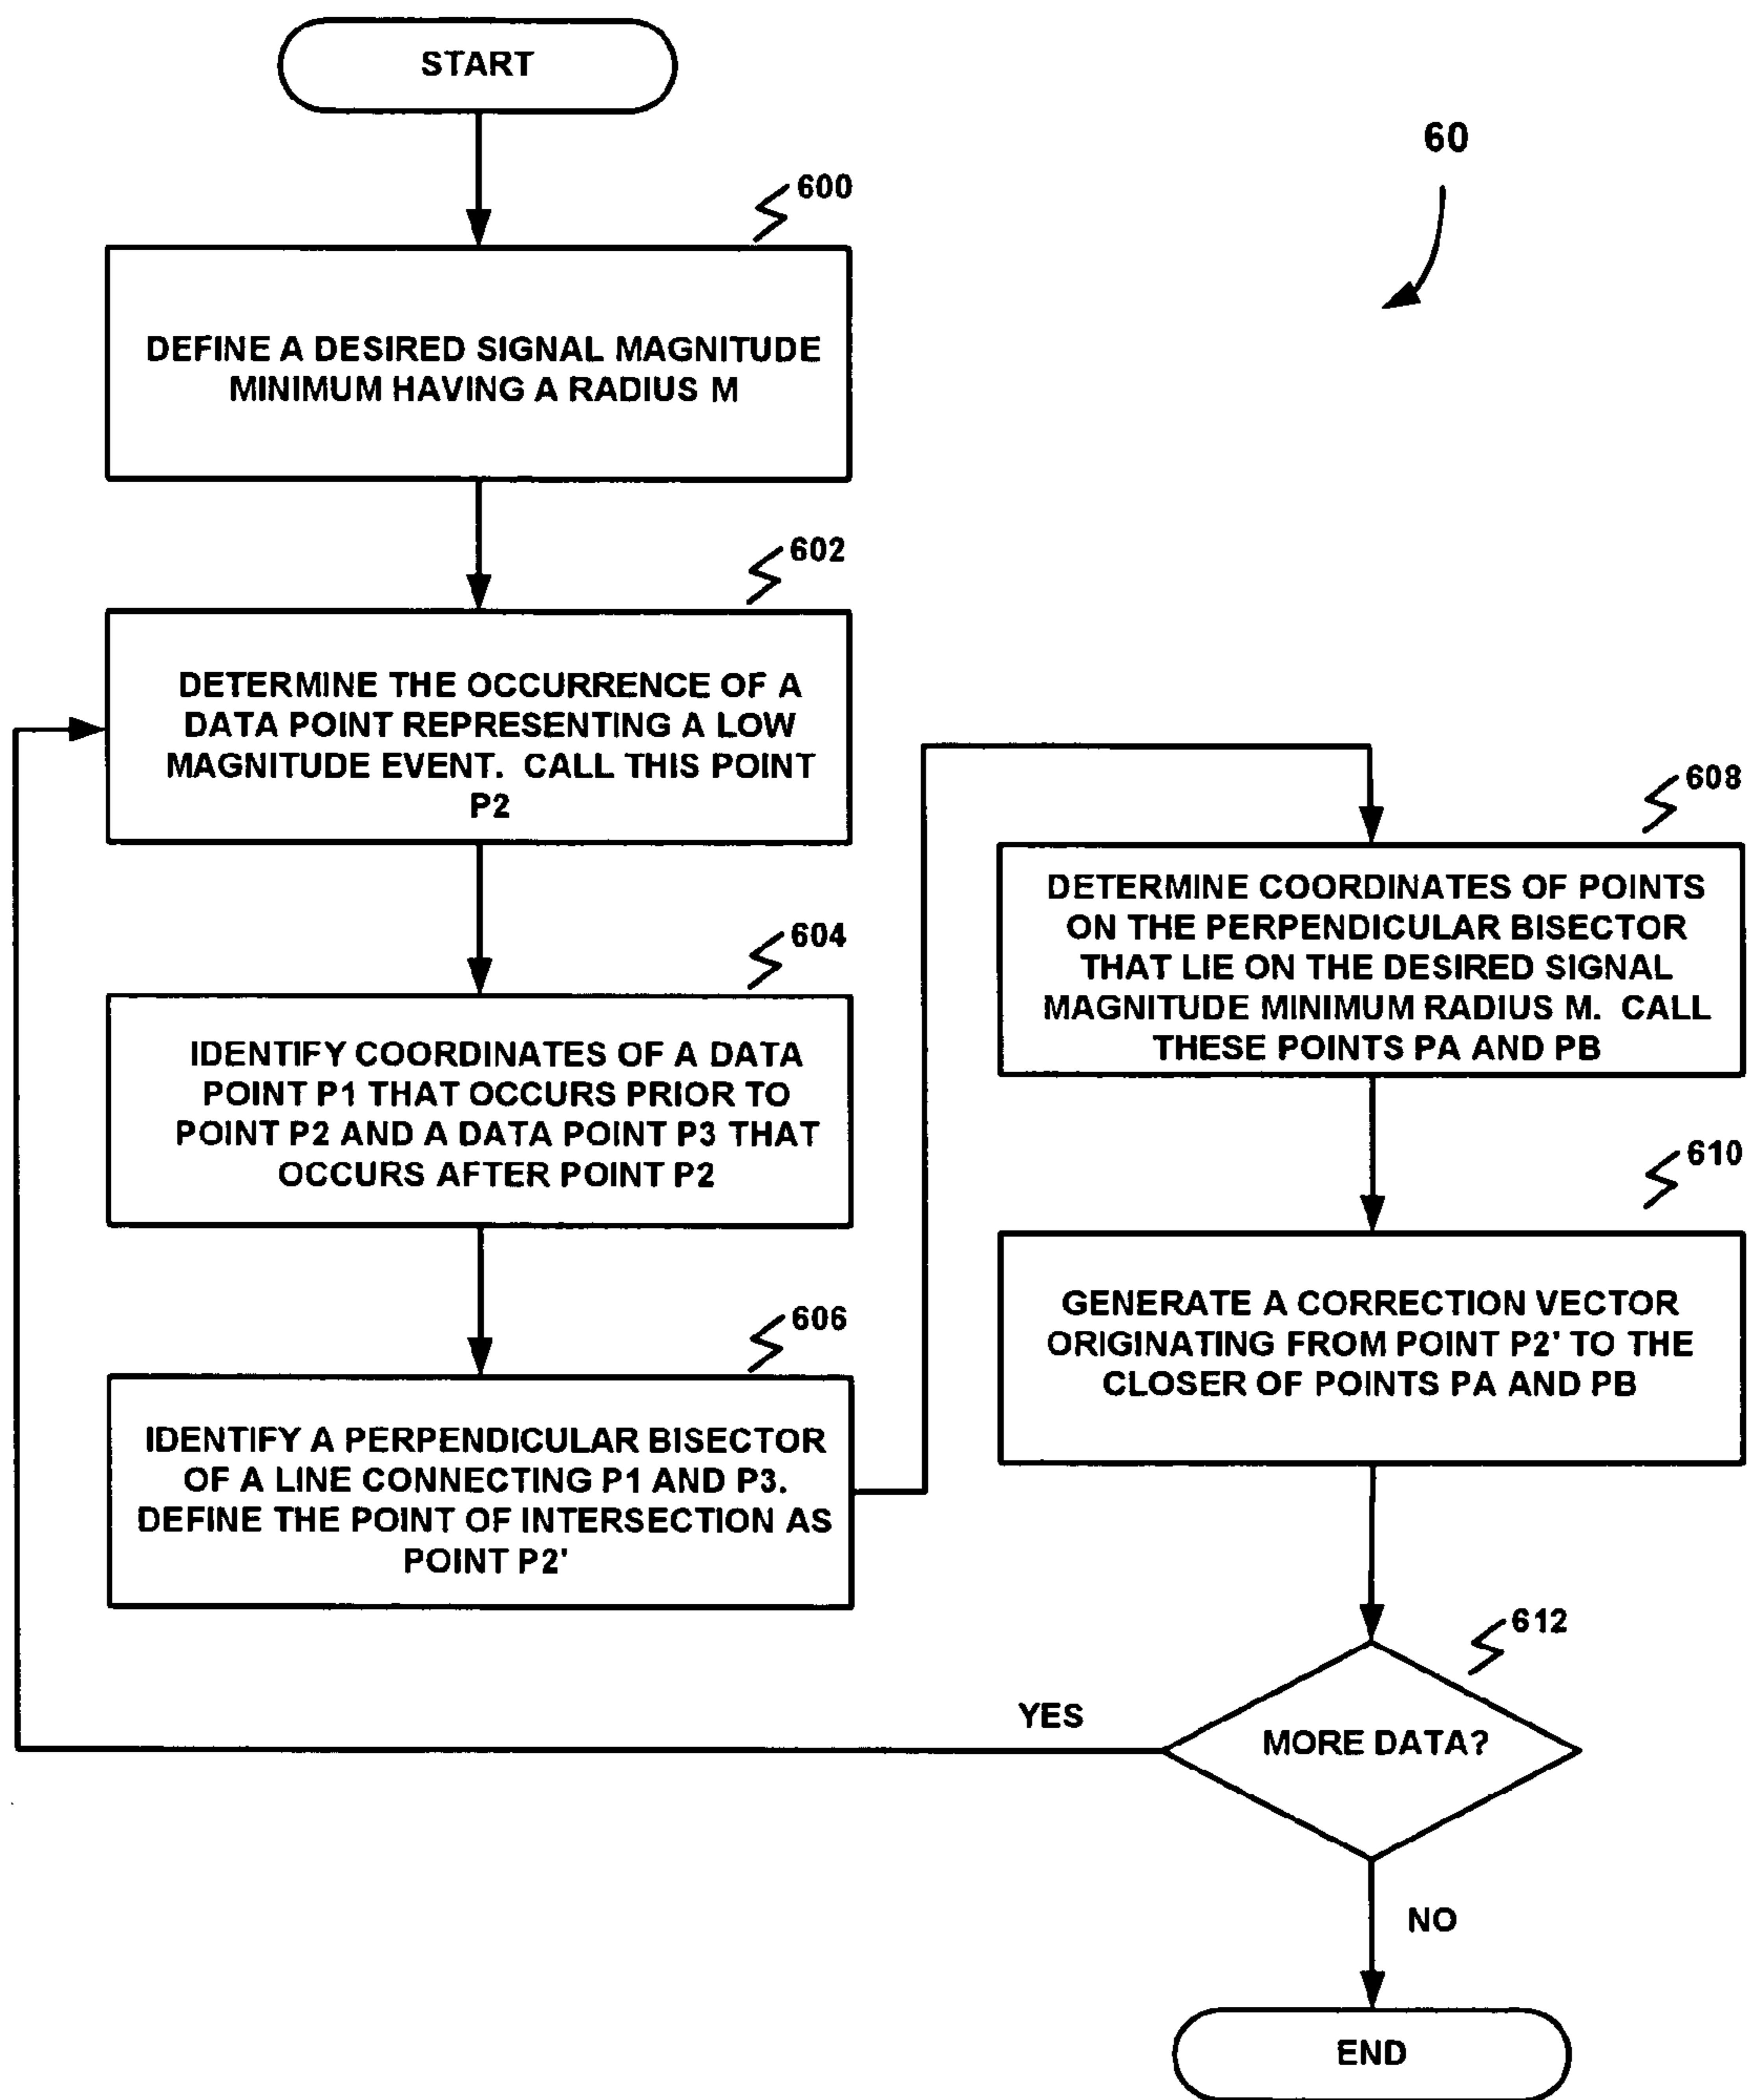 START
60
600
DEFINE A DESIRED SIGNAL MAGNITUDE
MINIMUM HAVING A RADIUS M
602
DETERMINE THE OCCURRENCE OF A
DATA POINT REPRESENTING A LOW
MAGNITUDE EVENT. CALL THIS POINT
P2
604
IDENTIFY COORDINATES OF A DATA
POINT P1 THAT OCCURS PRIOR TO
POINT P2 AND A DATA POINT P3 THAT
OCCURS AFTER POINT P2
606
IDENTIFY A PERPENDICULAR BISECTOR
OF A LINE CONNECTING P1 AND P3.
DEFINE THE POINT OF INTERSECTION AS
POINT P2'
608
DETERMINE COORDINATES OF POINTS
ON THE PERPENDICULAR BISECTOR
THAT LIE ON THE DESIRED SIGNAL
MAGNITUDE MINIMUM RADIUS M. CALL
THESE POINTS PA AND PB
610
GENERATE A CORRECTION VECTOR
ORIGINATING FROM POINT P2' TO THE
CLOSER OF POINTS PA AND PB
612
MORE DATA?
YES
NO
END